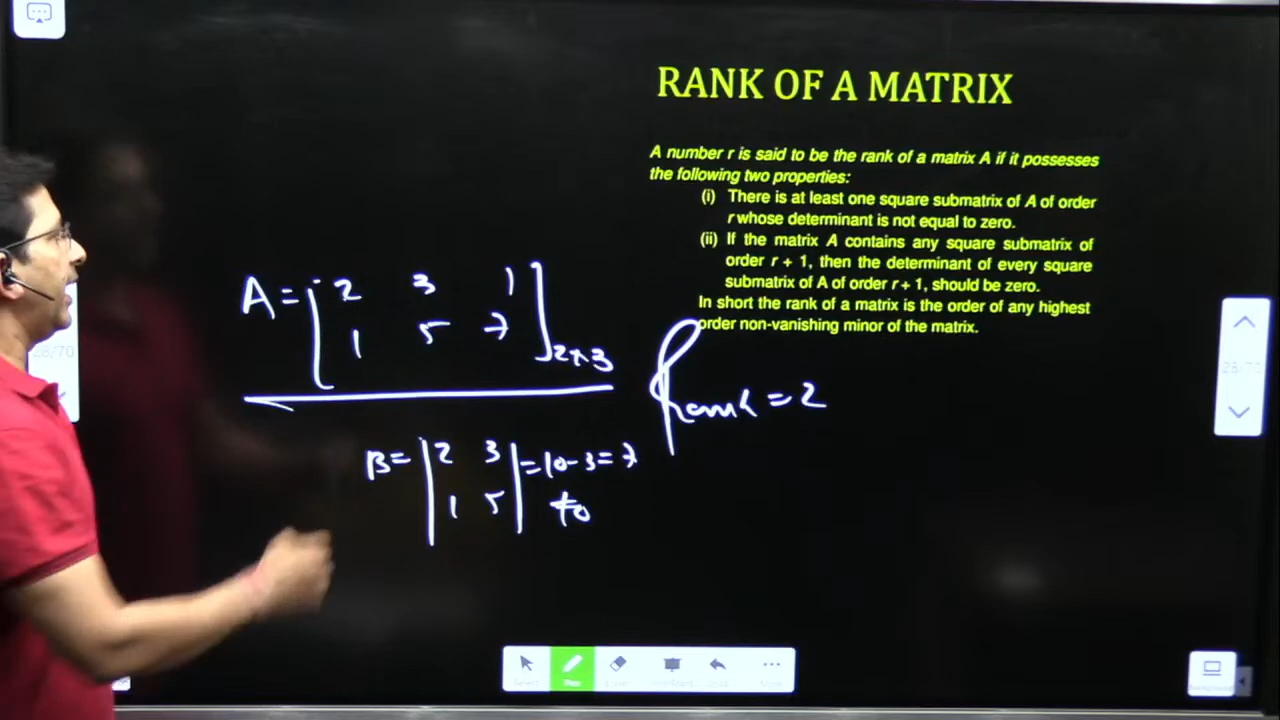 RANK OF A MATRIX
A number r is said to be the rank of a matrix A if it possesses
the following two properties:
(i) There is at least one square submatrix of A of order
r whose determinant is not equal to zero.
(ii) If the matrix A contains any square submatrix of
order r + 1, then the determinant of every square
submatrix of A of order r + 1, should be zero.
In short the rank of a matrix is the order of any highest
order non-vanishing minor of the matrix.
A = [ 2 3 1
1 5 7 ]2×3
Rank = 2
B = | 2 3 | = 10 - 3 = 7
| 1 5 | ≠ 0
28/70
28/70